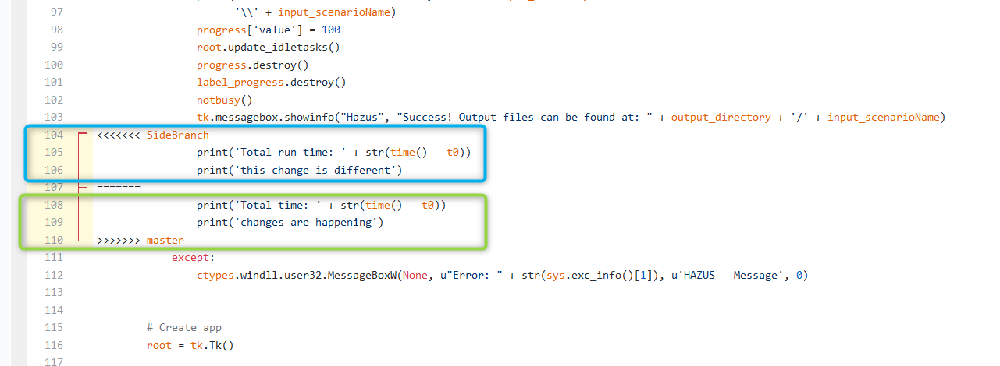 97 '\\' + input_scenarioName)
98 progress['value'] = 100
99 root.update_idletasks()
100 progress.destroy()
101 label_progress.destroy()
102 notbusy()
103 tk.messagebox.showinfo("Hazus", "Success! Output files can be found at: " + output_directory + '/' + input_scenarioName)
104 <<<<<<< SideBranch
105 print('Total run time: ' + str(time() - t0))
106 print('this change is different')
107 =======
108 print('Total time: ' + str(time() - t0))
109 print('changes are happening')
110 >>>>>>> master
111 except:
112 ctypes.windll.user32.MessageBoxW(None, u"Error: " + str(sys.exc_info()[1]), u'HAZUS - Message', 0)
113
114
115 # Create app
116 root = tk.Tk()
117